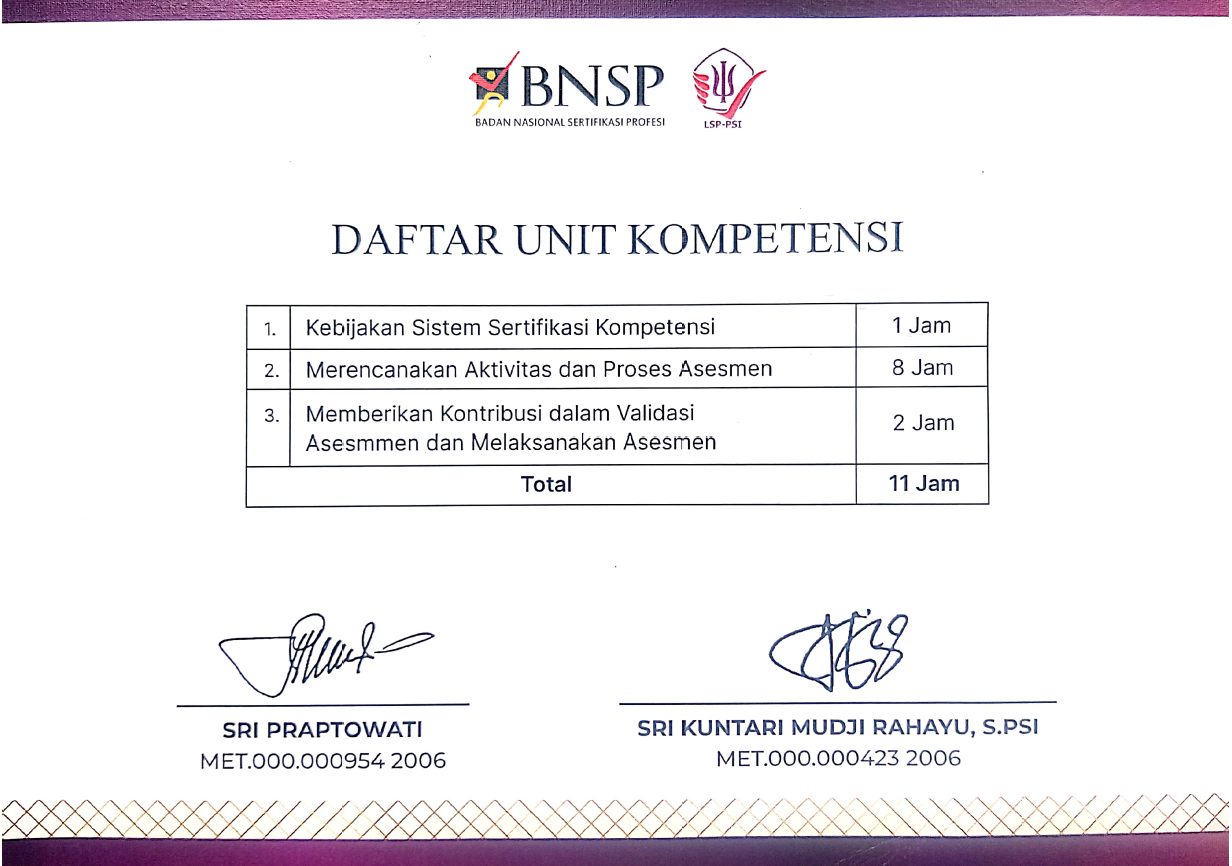 BNSP
BADAN NASIONAL SERTIFIKASI PROFESI
LSP-PSI
DAFTAR UNIT KOMPETENSI
1. Kebijakan Sistem Sertifikasi Kompetensi 1 Jam
2. Merencanakan Aktivitas dan Proses Asesmen 8 Jam
3. Memberikan Kontribusi dalam Validasi
Asesmmen dan Melaksanakan Asesmen 2 Jam
Total 11 Jam
SRI PRAPTOWATI
MET.000.000954 2006
SRI KUNTARI MUDJI RAHAYU, S.PSI
MET.000.000423 2006